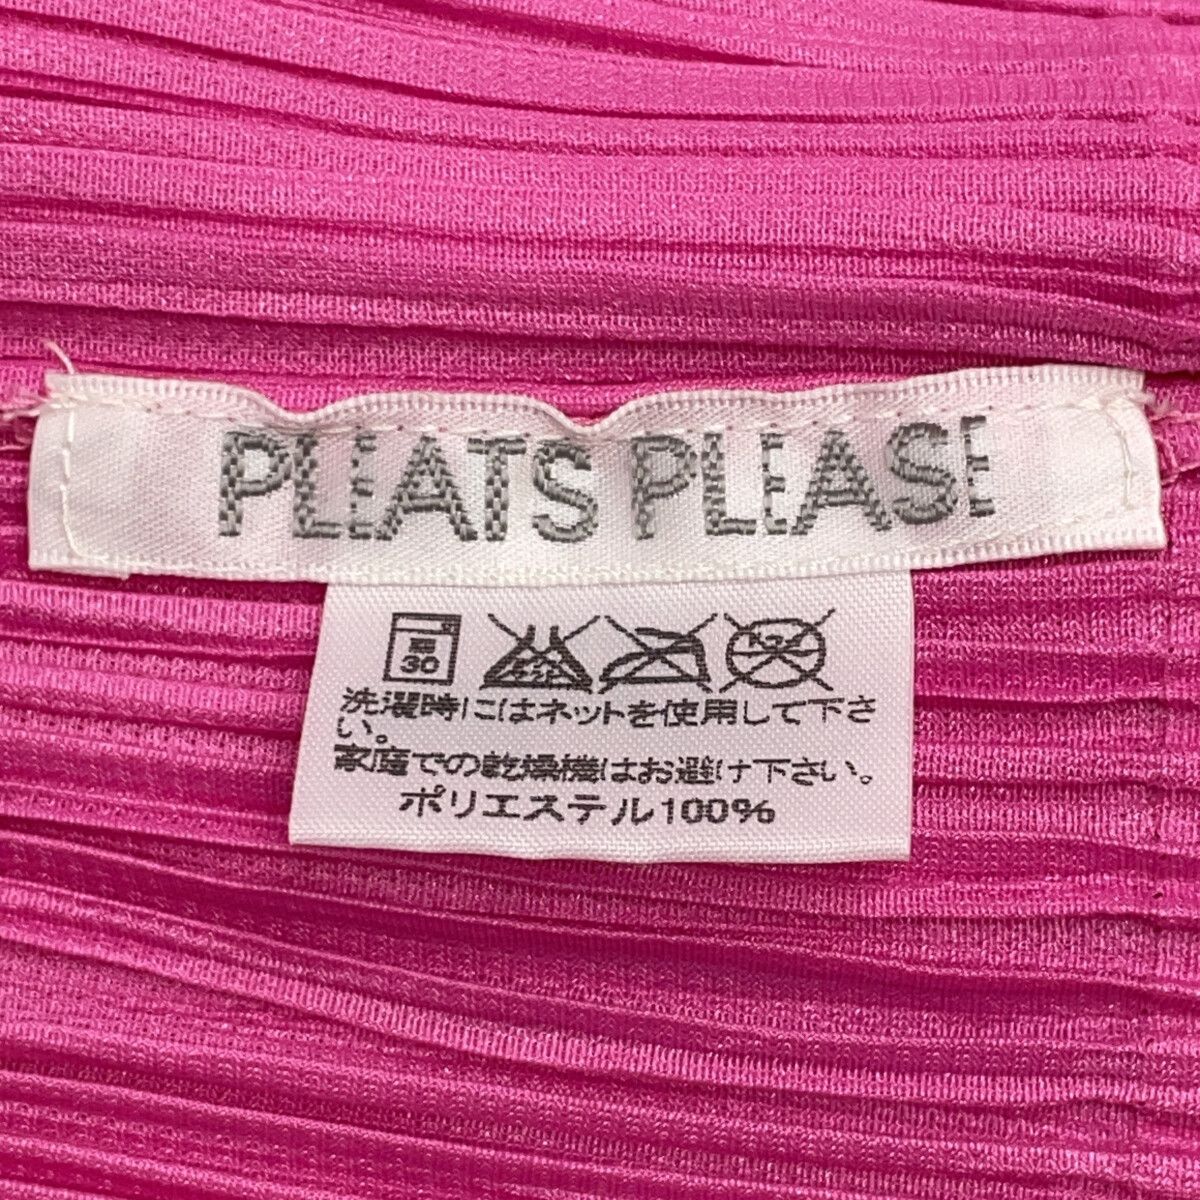 PLEATS PLEASE
30
洗濯時にはネットを使用して下さ
い。
家庭での乾燥機はお避け下さい。
ポリエステル100%